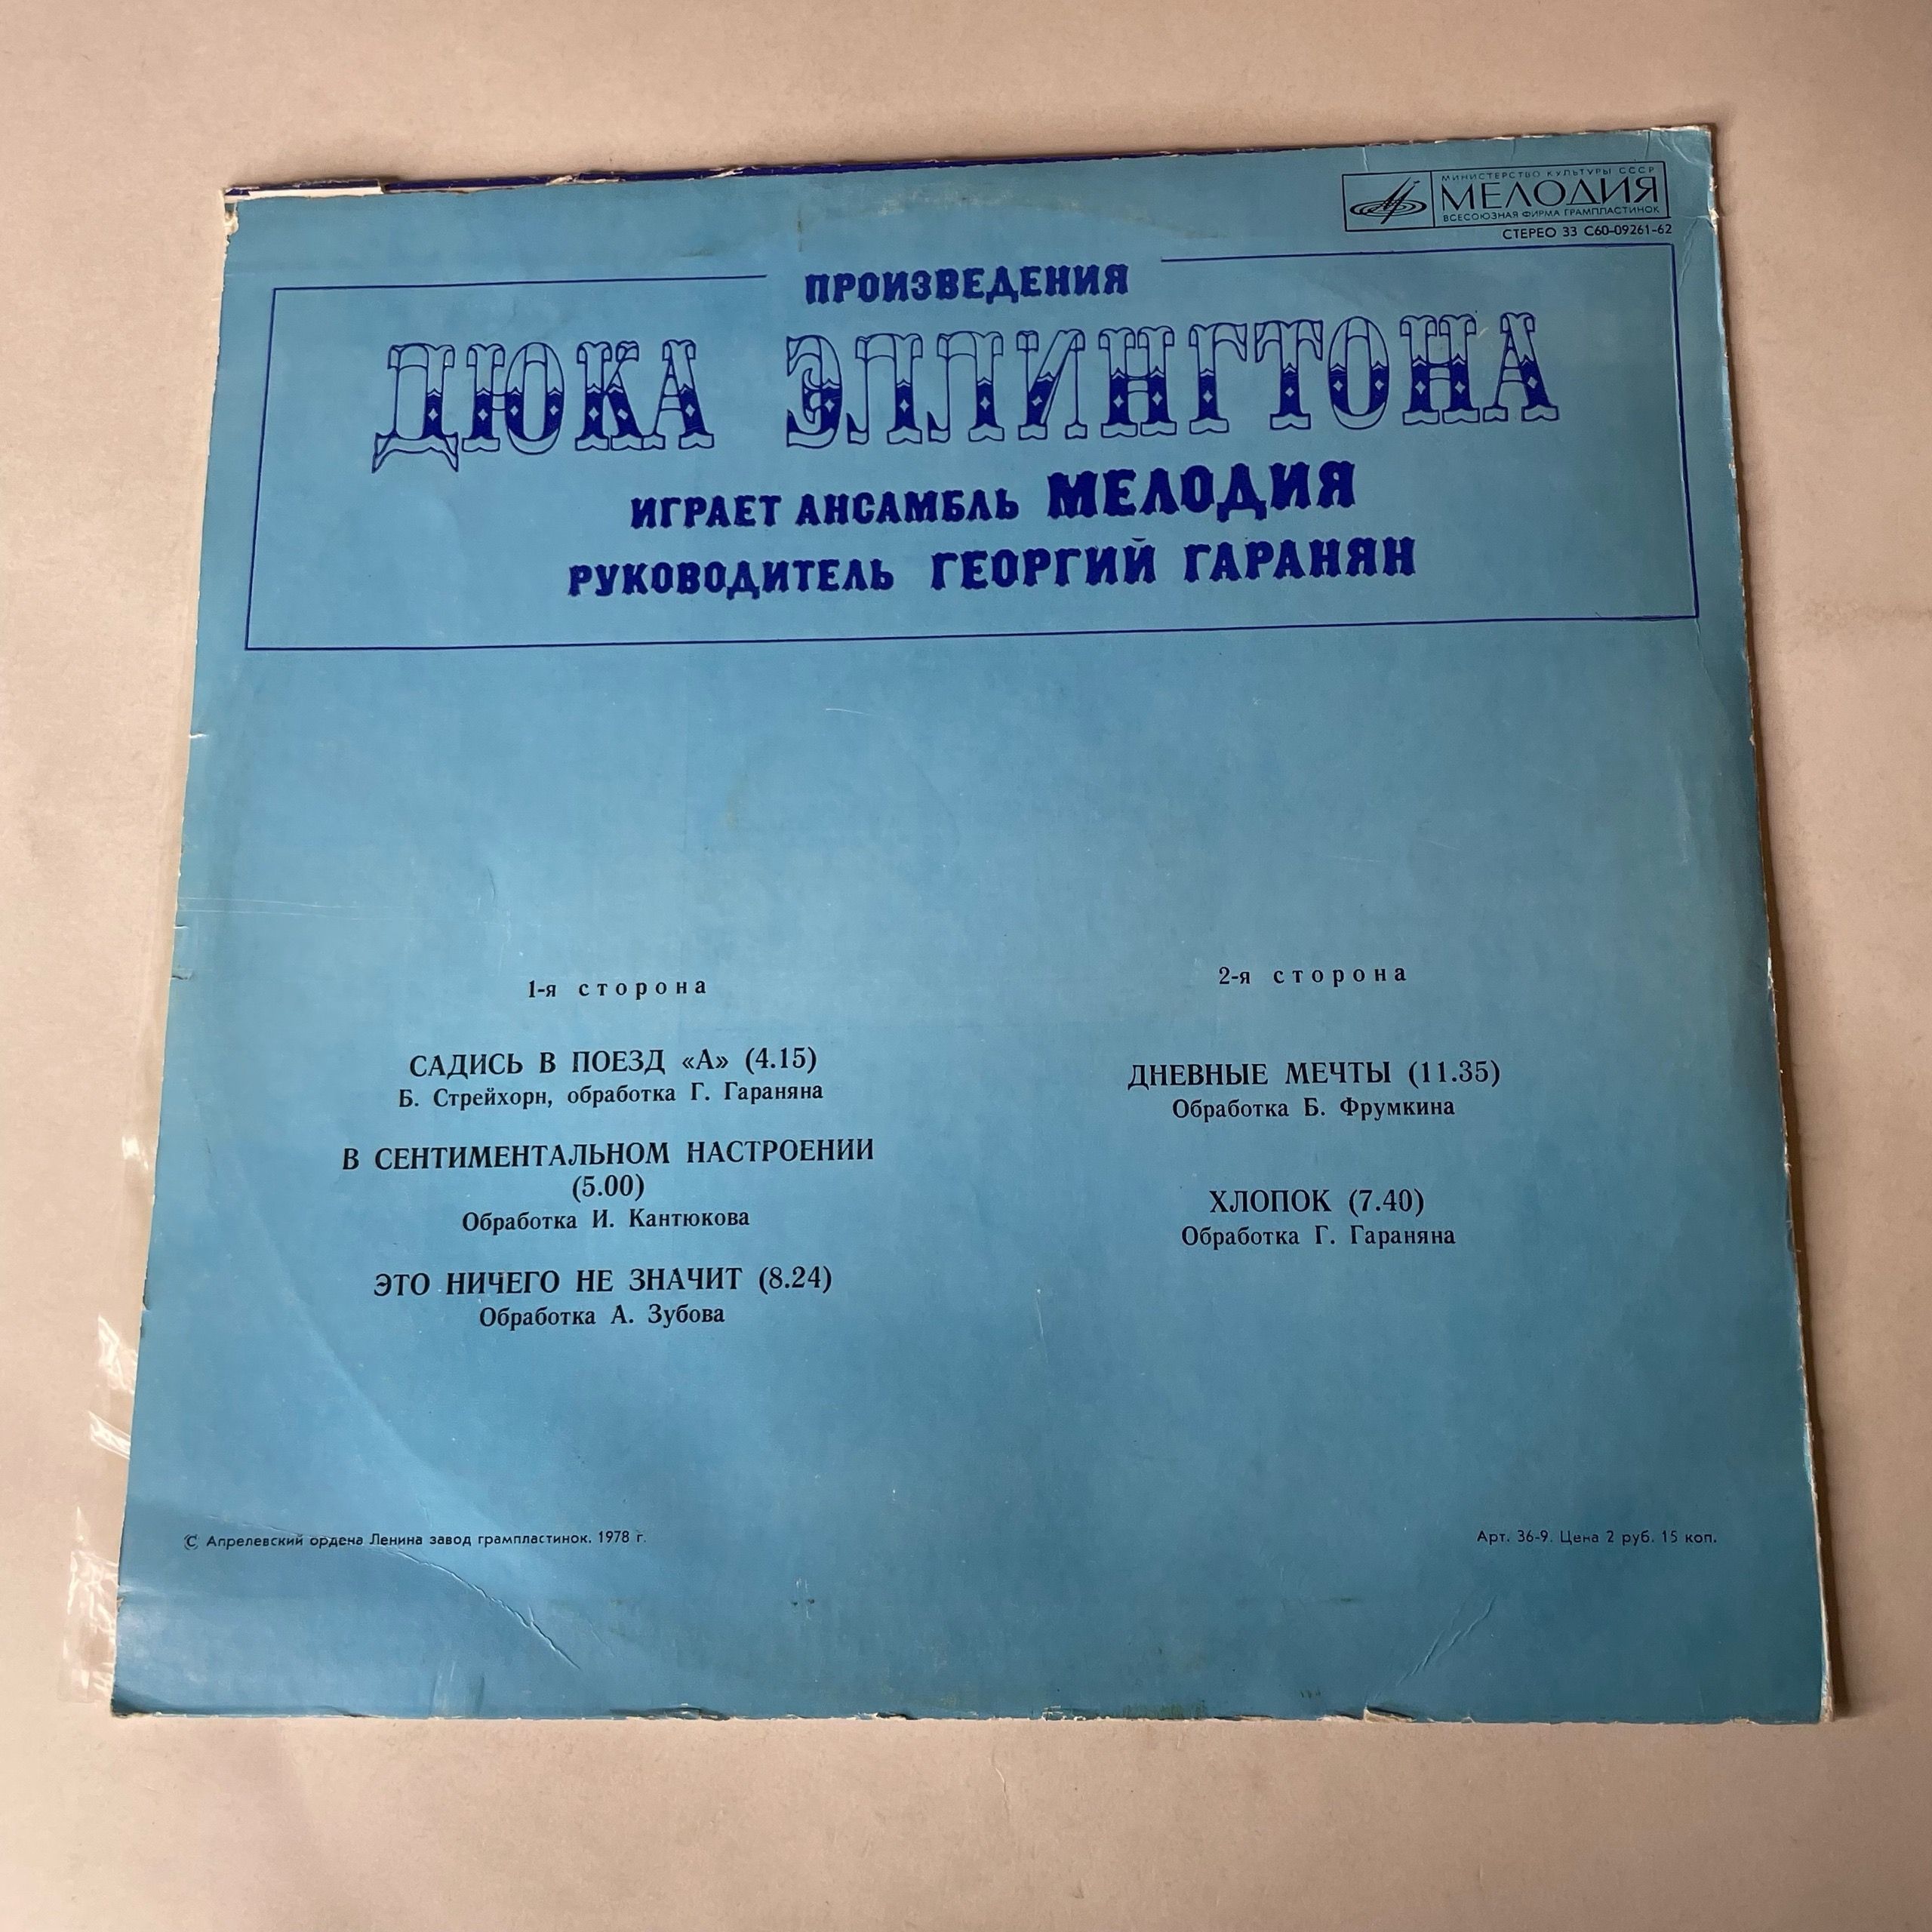 МИНИСТЕРСТВО КУЛЬТУРЫ СССР
МЕЛОДИЯ
ВСЕСОЮЗНАЯ ФИРМА ГРАМПЛАСТИНОК
СТЕРЕО 33 С60-09261-62
ПРОИЗВЕДЕНИЯ
ДЮКА ЭЛЛИНГТОНА
ИГРАЕТ АНСАМБЛЬ МЕЛОДИЯ
РУКОВОДИТЕЛЬ ГЕОРГИЙ ГАРАНЯН
1-я сторона
САДИСЬ В ПОЕЗД «А» (4.15)
Б. Стрейхорн, обработка Г. Гараняна
В СЕНТИМЕНТАЛЬНОМ НАСТРОЕНИИ
(5.00)
Обработка И. Кантюкова
ЭТО НИЧЕГО НЕ ЗНАЧИТ (8.24)
Обработка А. Зубова
2-я сторона
ДНЕВНЫЕ МЕЧТЫ (11.35)
Обработка Б. Фрумкина
ХЛОПОК (7.40)
Обработка Г. Гараняна
© Апрелевский ордена Ленина завод грампластинок. 1978 г.
Арт. 36-9. Цена 2 руб. 15 коп.